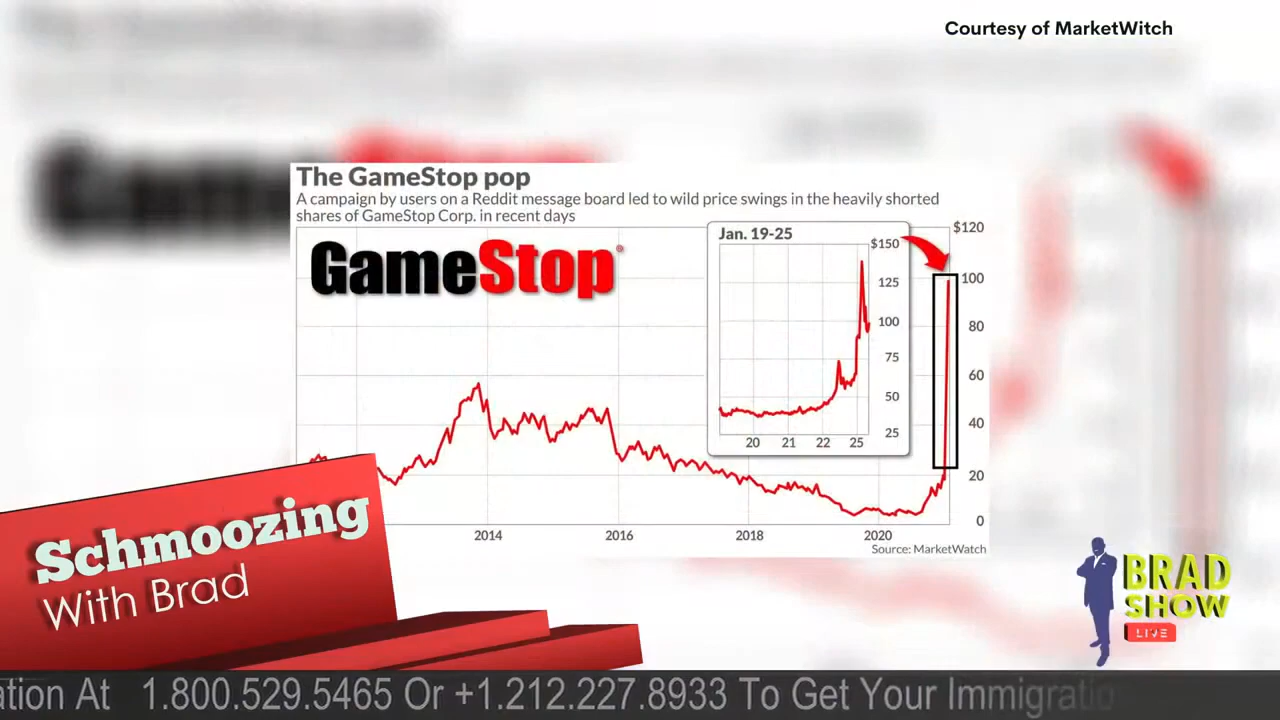 Courtesy of MarketWitch
The GameStop pop
A campaign by users on a Reddit message board led to wild price swings in the heavily shorted
shares of GameStop Corp. in recent days
GameStop®
Jan. 19-25
$150
125
100
75
50
25
20 21 22 25
$120
100
80
60
40
20
0
2014 2016 2018 2020
Source: MarketWatch
Schmoozing
With Brad
BRAD
SHOW
LIVE
ation At 1.800.529.5465 Or +1.212.227.8933 To Get Your Immigratio